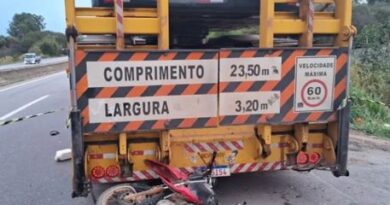 COMPRIMENTO 23,50 m
LARGURA 3,20 m
VELOCIDADE
MÁXIMA
60
km/h